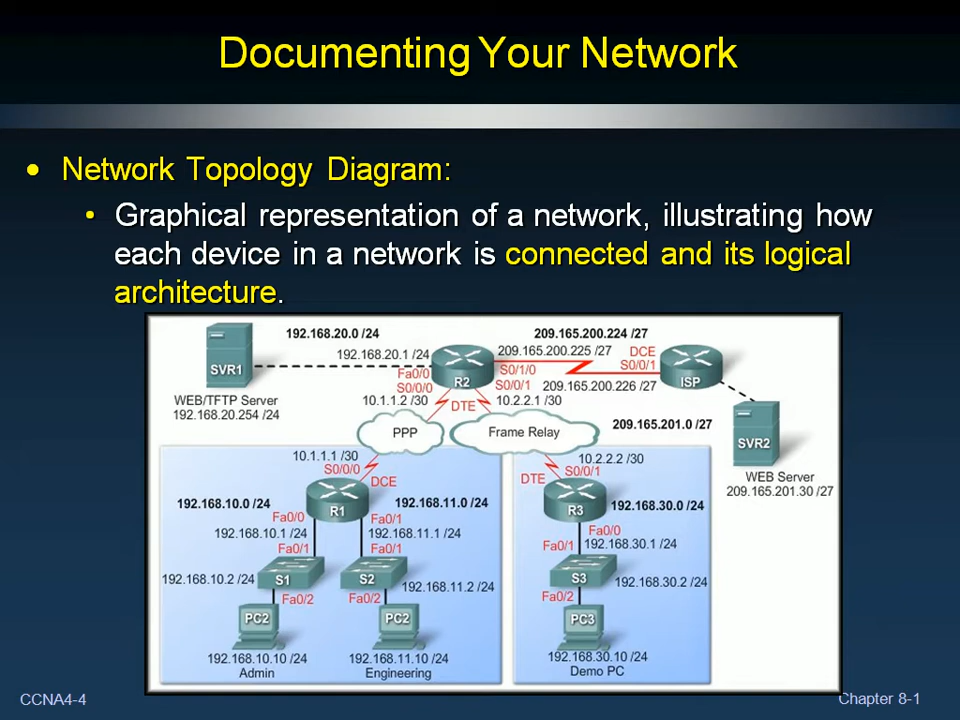 Documenting Your Network
• Network Topology Diagram:
• Graphical representation of a network, illustrating how
each device in a network is connected and its logical
architecture.
192.168.20.0 /24
209.165.200.224 /27
192.168.20.1 /24
209.165.200.225 /27
DCE
S0/0/1
SVR1
Fa0/0
R2
S0/1/0
ISP
S0/0/0
S0/0/1
209.165.200.226 /27
WEB/TFTP Server
192.168.20.254 /24
10.1.1.2 /30
DTE
10.2.2.1 /30
PPP
Frame Relay
209.165.201.0 /27
SVR2
WEB Server
209.165.201.30 /27
10.1.1.1 /30
S0/0/0
DCE
10.2.2.2 /30
S0/0/1
DTE
192.168.10.0 /24
R1
192.168.11.0 /24
R3
192.168.30.0 /24
Fa0/0
Fa0/1
192.168.10.1 /24
192.168.11.1 /24
Fa0/1
Fa0/1
Fa0/0
192.168.30.1 /24
Fa0/1
192.168.10.2 /24
S1
S2
192.168.11.2 /24
S3
192.168.30.2 /24
Fa0/2
Fa0/2
Fa0/2
PC2
PC2
PC3
192.168.10.10 /24
Admin
192.168.11.10 /24
Engineering
192.168.30.10 /24
Demo PC
CCNA4-4
Chapter 8-1